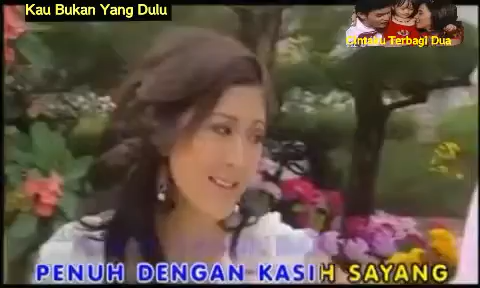 Kau Bukan Yang Dulu
Cintaku Terbagi Dua
PENUH DENGAN KASIH SAYANG